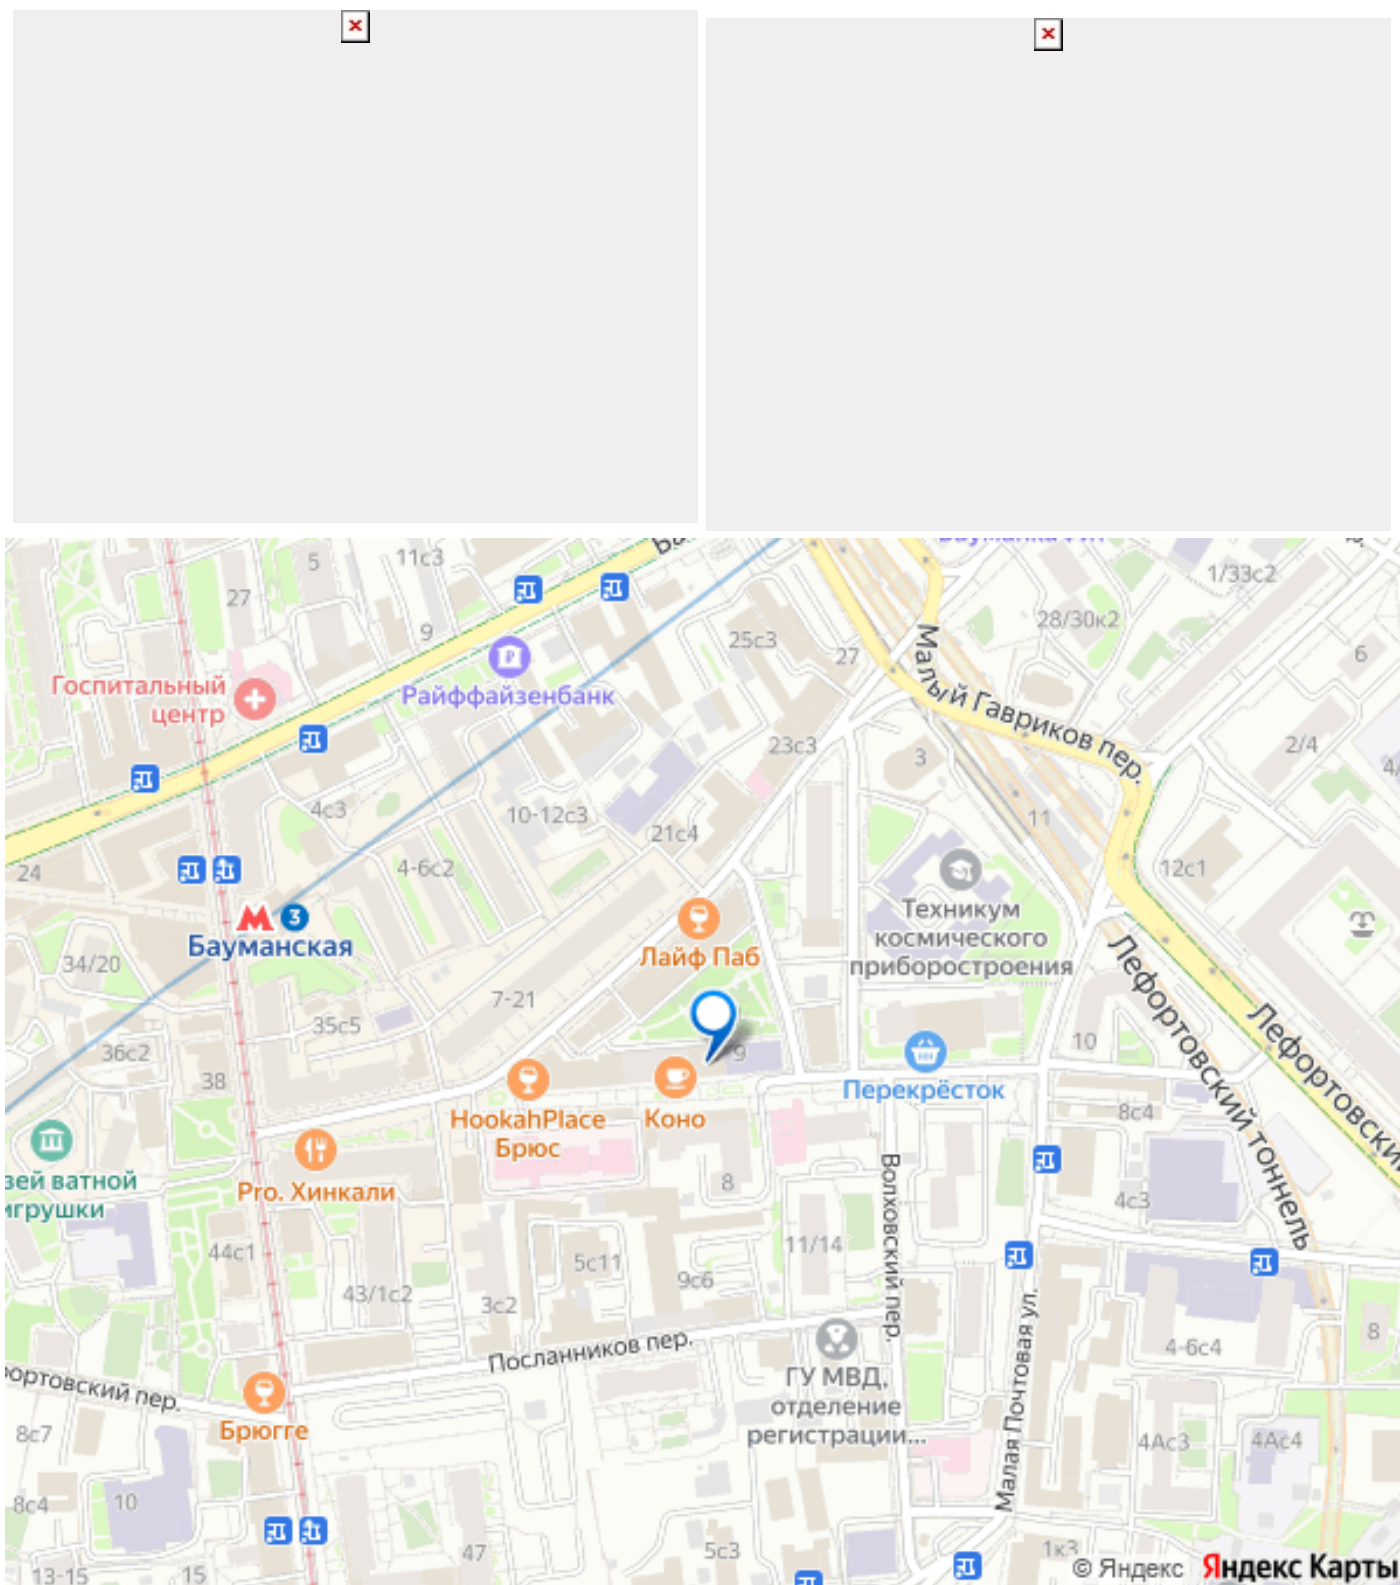 11с3
5
1/33с2
27
28/30к2
9
25с3
27
6
Малый Гавриков пер.
Госпитальный
центр
Райффайзенбанк
23с3
3
2/4
4с3
10-12с3
21с4
11
24
4-6с2
12с1
3
Бауманская
Лайф Паб
Техникум
космического
приборостроения
34/20
7-21
35с5
36с2
38
9
10
Лефортовский тоннель
Перекрёсток
HookahPlace
Брюс
Коно
8с4
зей ватной
игрушки
Pro. Хинкали
8
Волховский пер.
4с3
44с1
43/1с2
5с11
9с6
11/14
3с2
Посланников пер.
Малая Почтовая ул.
4-6с4
8
ортовский пер.
Брюгге
ГУ МВД,
отделение
регистрации...
8с7
4Ас3
4Ас4
8с4
10
47
5с3
1к3
13-15
15
© Яндекс Яндекс Карты